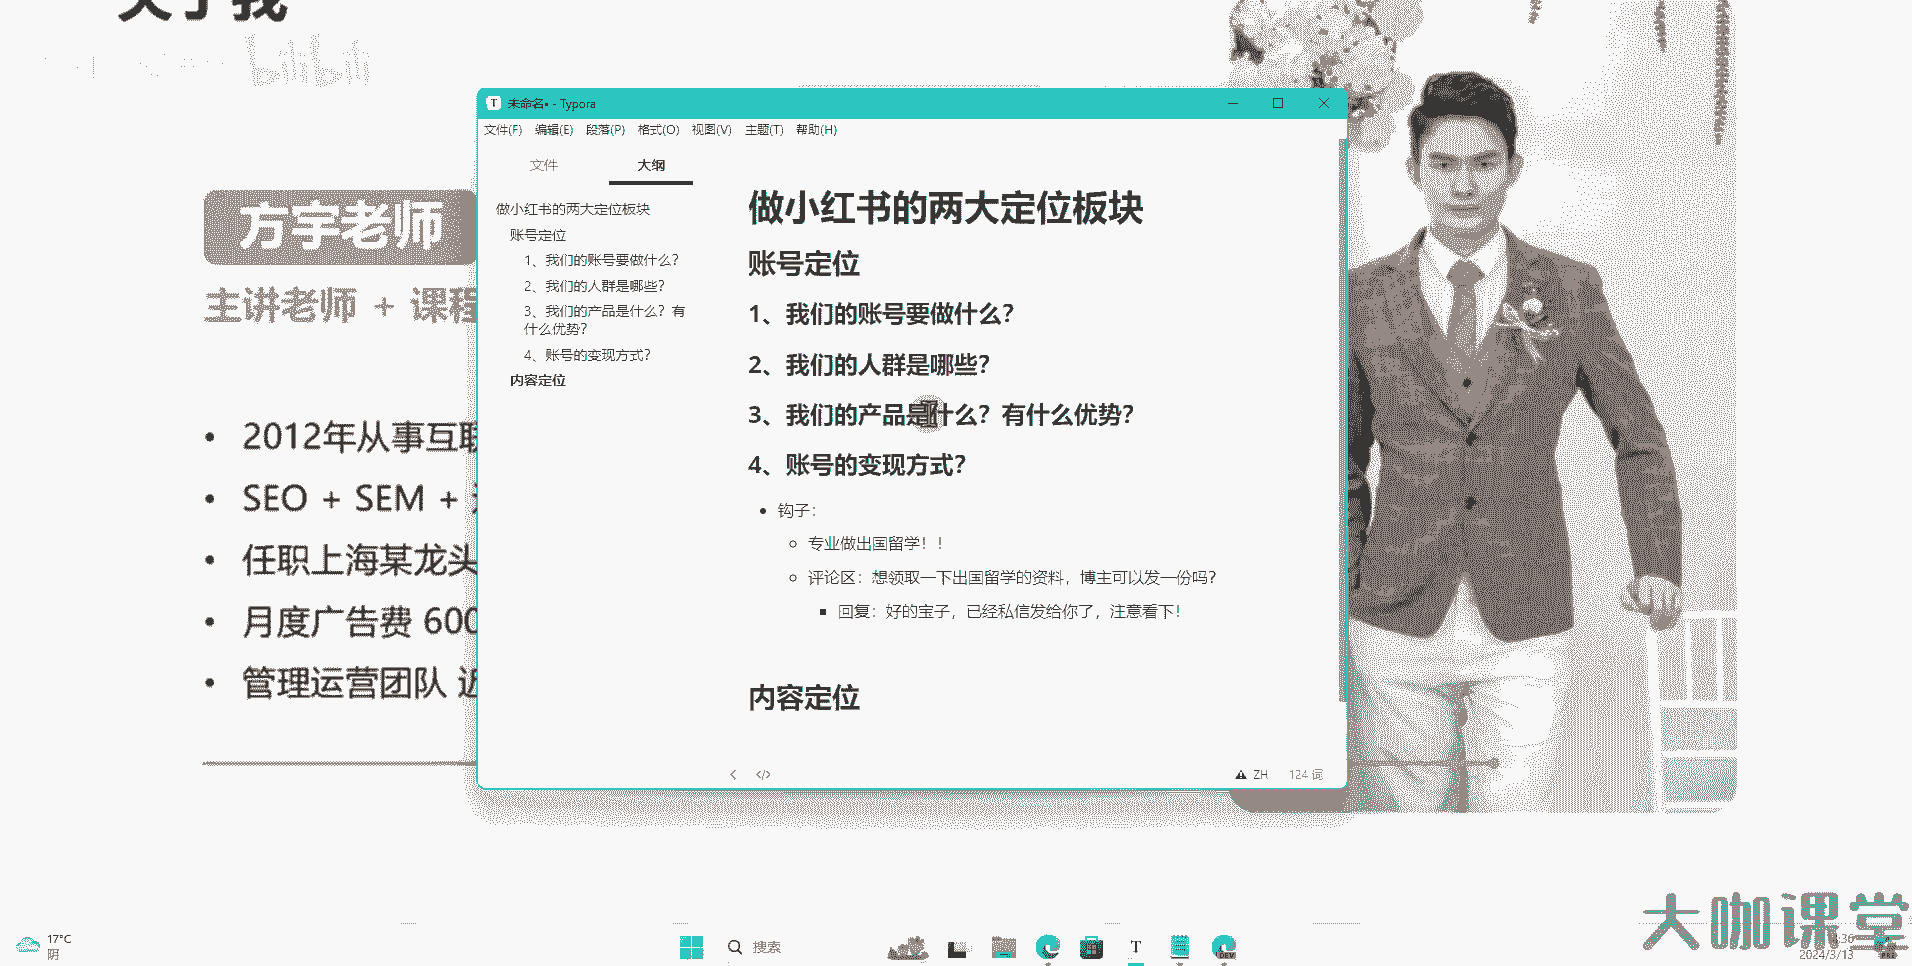 关于我
bilibili
方宇老师
主讲老师 + 课程
2012年从事互联
SEO + SEM +
任职上海某龙头
月度广告费 600
管理运营团队 近
未命名• - Typora
文件(F) 编辑(E) 段落(P) 格式(O) 视图(V) 主题(T) 帮助(H)
文件 大纲
做小红书的两大定位板块
账号定位
1、我们的账号要做什么？
2、我们的人群是哪些？
3、我们的产品是什么？有
什么优势？
4、账号的变现方式？
内容定位
做小红书的两大定位板块
账号定位
1、我们的账号要做什么？
2、我们的人群是哪些？
3、我们的产品是什么？有什么优势？
4、账号的变现方式？
钩子：
专业做出国留学！！
评论区：想领取一下出国留学的资料，博主可以发一份吗？
回复：好的宝子，已经私信发给你了，注意看下！
内容定位
ZH 124 词
17°C
阴
搜索
大咖课堂
2024/3/13